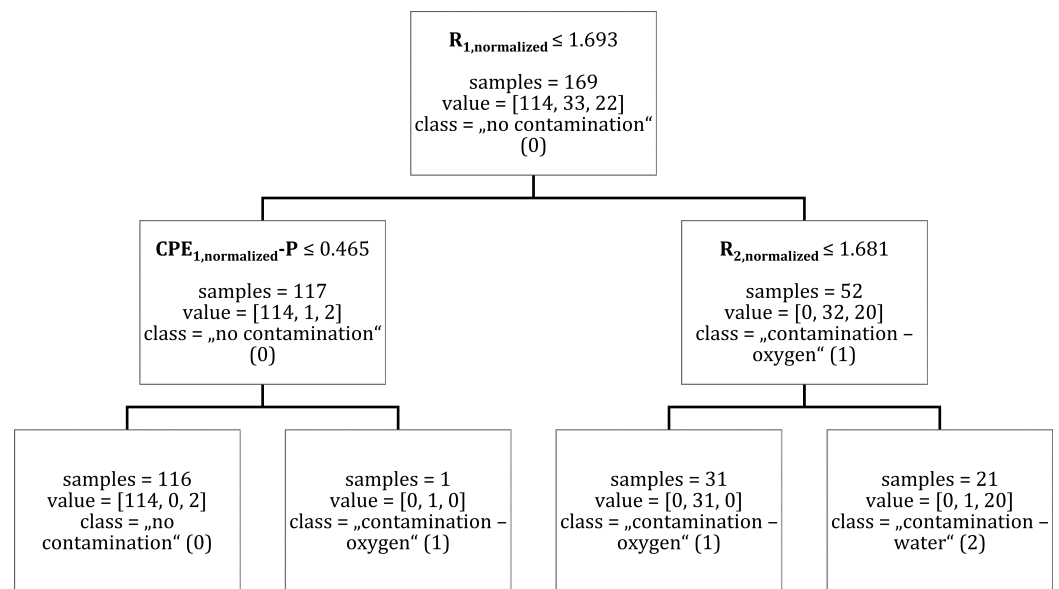 R1,normalized ≤ 1.693
samples = 169
value = [114, 33, 22]
class = „no contamination“
(0)
CPE1,normalized-P ≤ 0.465
samples = 117
value = [114, 1, 2]
class = „no contamination“
(0)
R2,normalized ≤ 1.681
samples = 52
value = [0, 32, 20]
class = „contamination –
oxygen“ (1)
samples = 116
value = [114, 0, 2]
class = „no
contamination“ (0)
samples = 1
value = [0, 1, 0]
class = „contamination –
oxygen“ (1)
samples = 31
value = [0, 31, 0]
class = „contamination –
oxygen“ (1)
samples = 21
value = [0, 1, 20]
class = „contamination –
water“ (2)